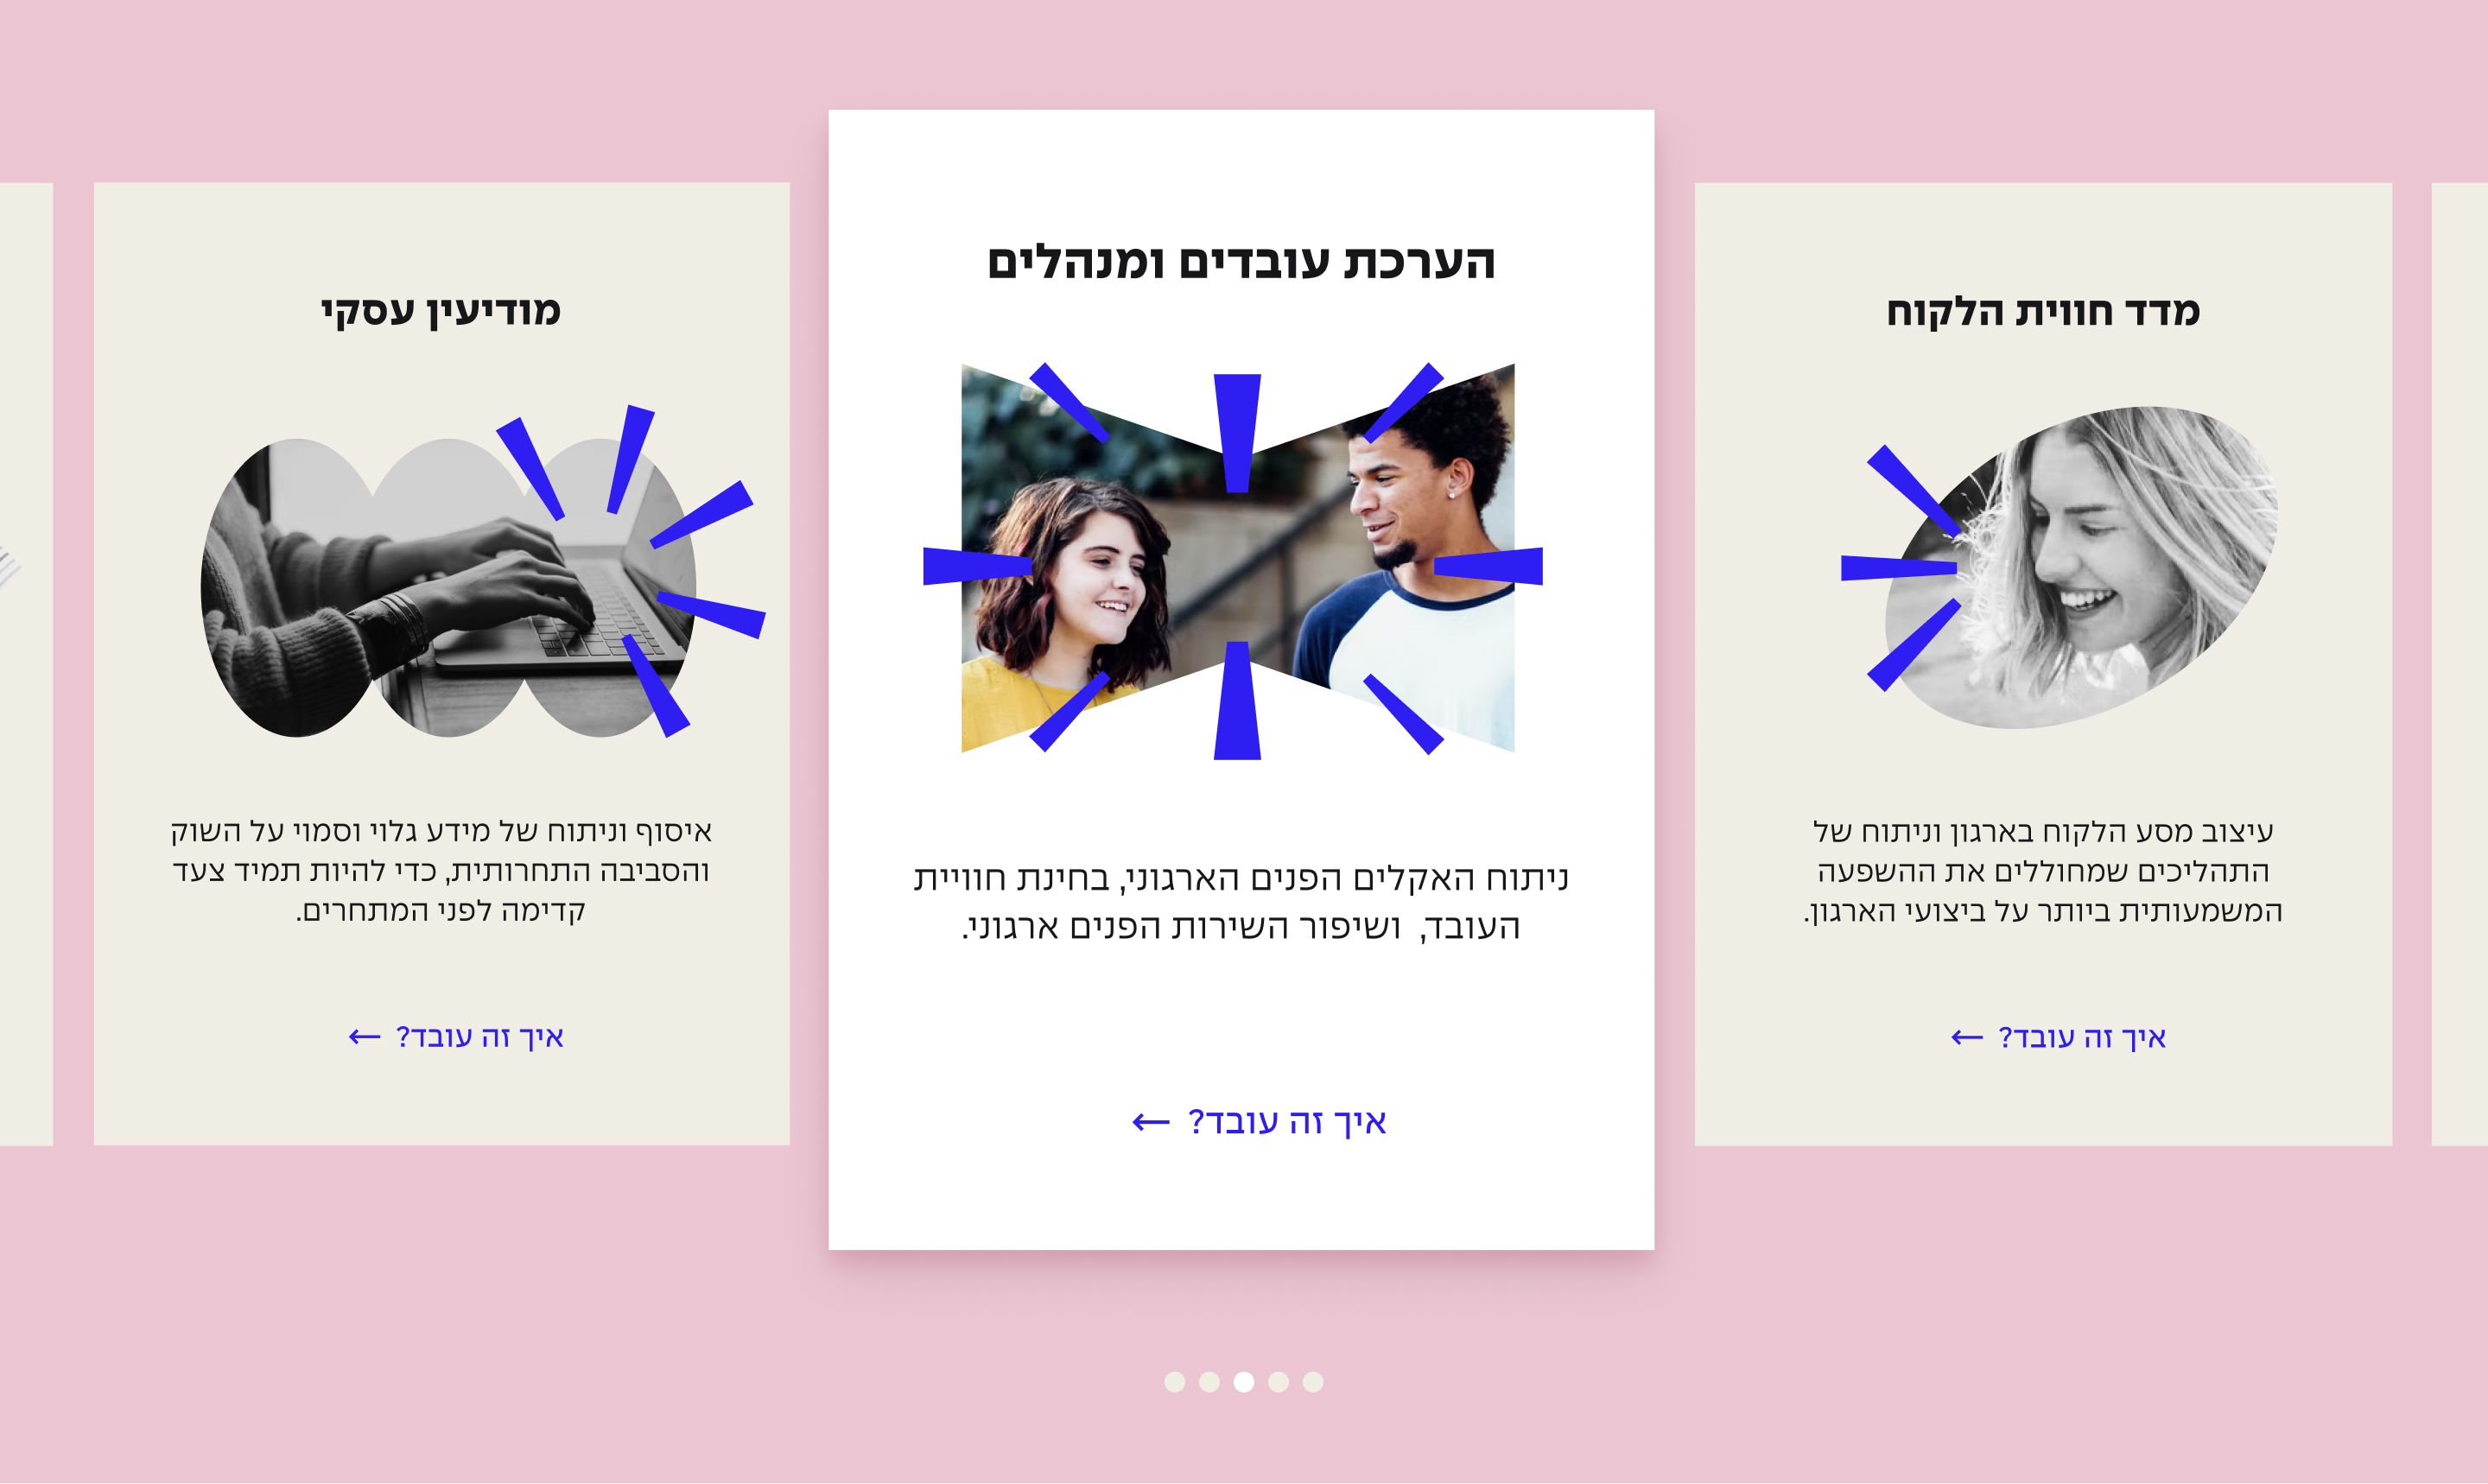 מדד חווית הלקוח
עיצוב מסע הלקוח בארגון וניתוח של
התהליכים שמחוללים את ההשפעה
המשמעותית ביותר על ביצועי הארגון.
איך זה עובד? ←
הערכת עובדים ומנהלים
ניתוח האקלים הפנים הארגוני, בחינת חוויית
העובד,  ושיפור השירות הפנים ארגוני.
איך זה עובד? ←
מודיעין עסקי
איסוף וניתוח של מידע גלוי וסמוי על השוק
והסביבה התחרותית, כדי להיות תמיד צעד
קדימה לפני המתחרים.
איך זה עובד? ←